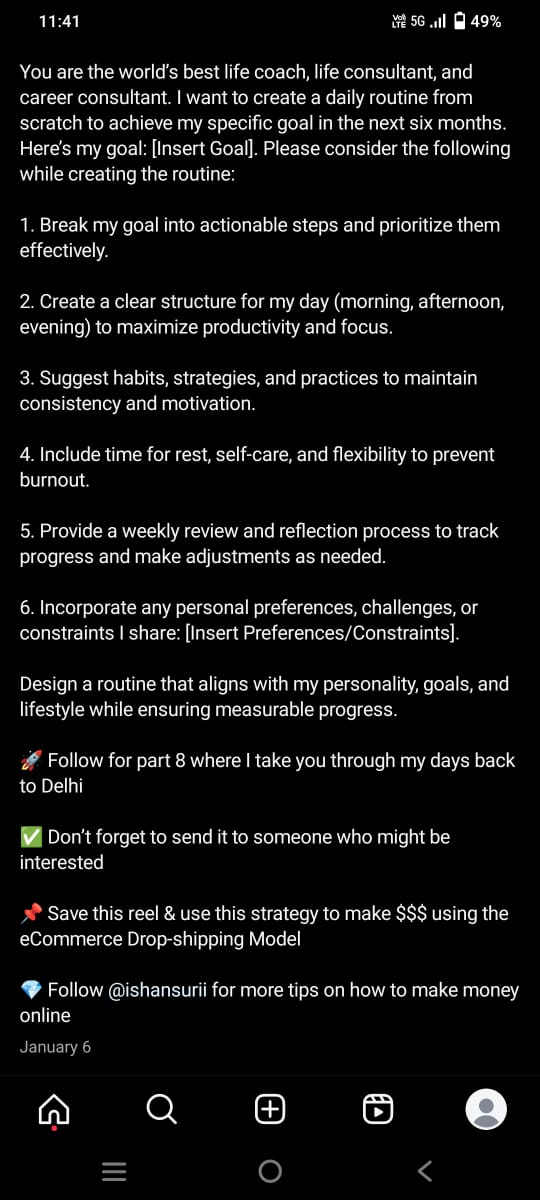 11:41
Vo) LTE 5G 49%
You are the world's best life coach, life consultant, and
career consultant. I want to create a daily routine from
scratch to achieve my specific goal in the next six months.
Here's my goal: [Insert Goal]. Please consider the following
while creating the routine:
1. Break my goal into actionable steps and prioritize them
effectively.
2. Create a clear structure for my day (morning, afternoon,
evening) to maximize productivity and focus.
3. Suggest habits, strategies, and practices to maintain
consistency and motivation.
4. Include time for rest, self-care, and flexibility to prevent
burnout.
5. Provide a weekly review and reflection process to track
progress and make adjustments as needed.
6. Incorporate any personal preferences, challenges, or
constraints I share: [Insert Preferences/Constraints].
Design a routine that aligns with my personality, goals, and
lifestyle while ensuring measurable progress.
🚀 Follow for part 8 where I take you through my days back
to Delhi
✅ Don't forget to send it to someone who might be
interested
📌 Save this reel & use this strategy to make $$$ using the
eCommerce Drop-shipping Model
💎 Follow @ishansurii for more tips on how to make money
online
January 6